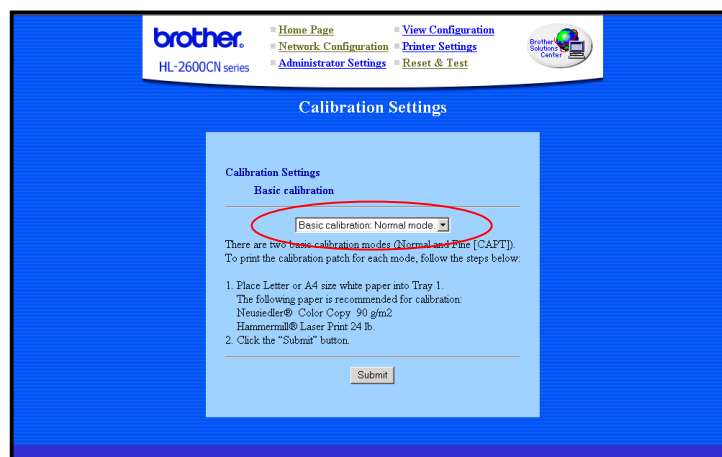 brother.
HL-2600CN series
Home Page
View Configuration
Network Configuration
Printer Settings
Administrator Settings
Reset & Test
Brother
Solutions
Center
Calibration Settings
Calibration Settings
Basic calibration
Basic calibration: Normal mode.
There are two basic calibration modes (Normal and Fine [CAPT]).
To print the calibration patch for each mode, follow the steps below:
1. Place Letter or A4 size white paper into Tray 1.
The following paper is recommended for calibration:
Neusiedler® Color Copy 90 g/m2
Hammermill® Laser Print 24 lb.
2. Click the “Submit” button.
Submit